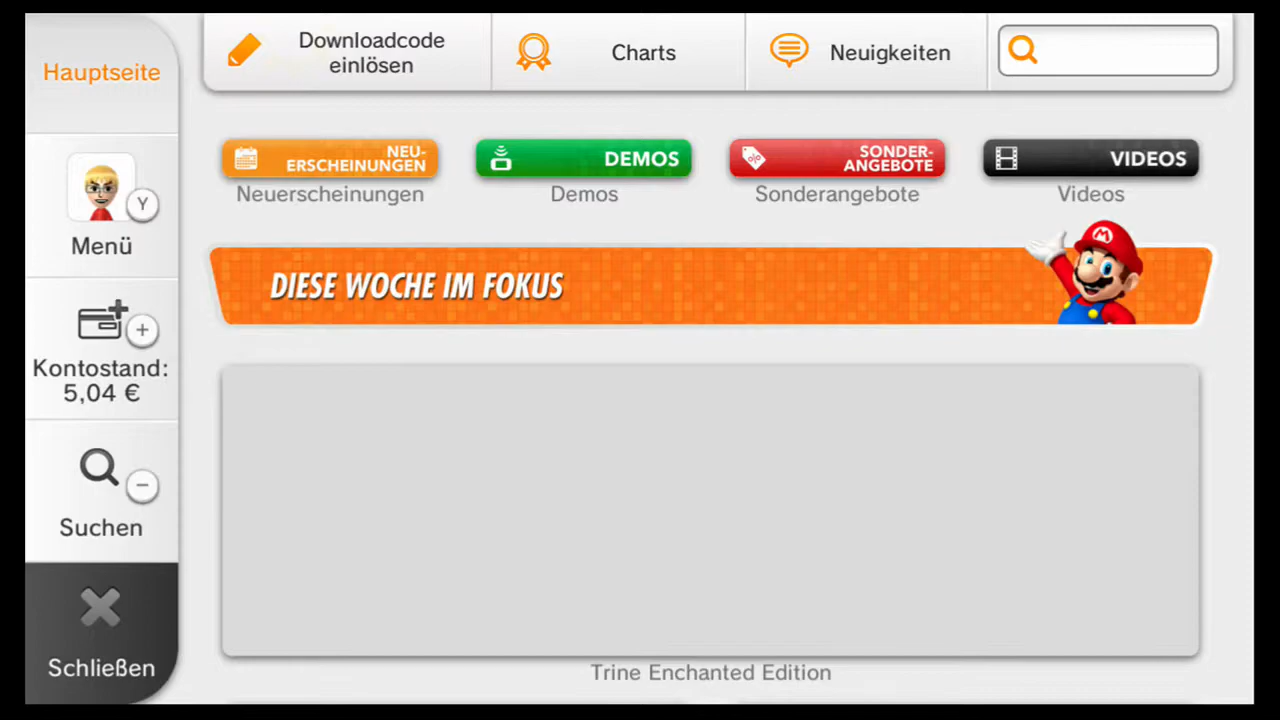 Hauptseite
Y
Menü
+
Kontostand:
5,04 €
−
Suchen
Schließen
Downloadcode
einlösen
Charts
Neuigkeiten
NEU-
ERSCHEINUNGEN
Neuerscheinungen
DEMOS
Demos
%
SONDER-
ANGEBOTE
Sonderangebote
VIDEOS
Videos
DIESE WOCHE IM FOKUS
M
Trine Enchanted Edition